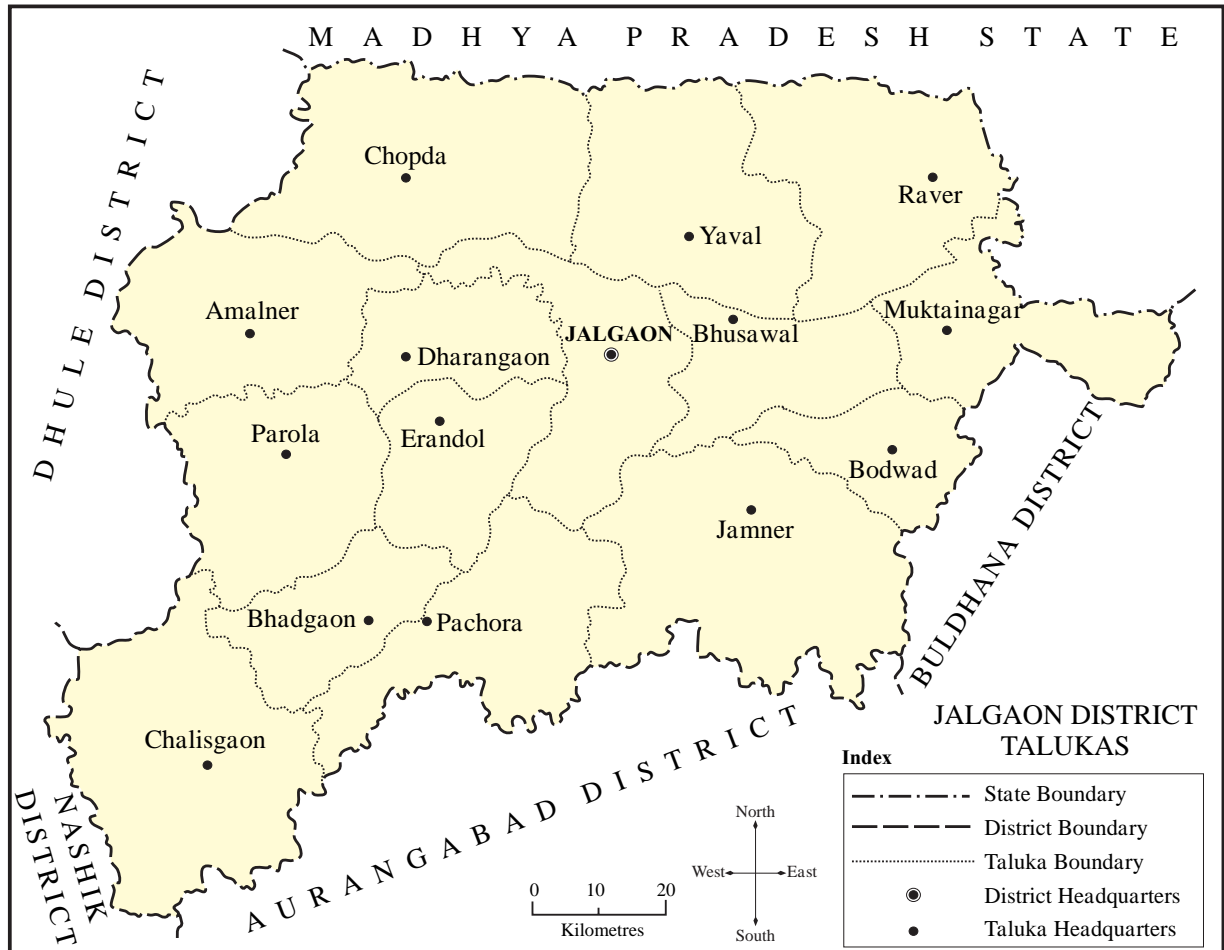 MADHYA PRADESH STATE
DHULE DISTRICT
Chopda
Raver
Yaval
Amalner
Muktainagar
JALGAON
Bhusawal
Dharangaon
Parola
Erandol
Bodwad
Jamner
Bhadgaon
Pachora
BULDHANA DISTRICT
Chalisgaon
NASHIK
DISTRICT
AURANGABAD DISTRICT
JALGAON DISTRICT
TALUKAS
Index
State Boundary
District Boundary
Taluka Boundary
District Headquarters
Taluka Headquarters
North
West
East
South
0 10 20
Kilometres